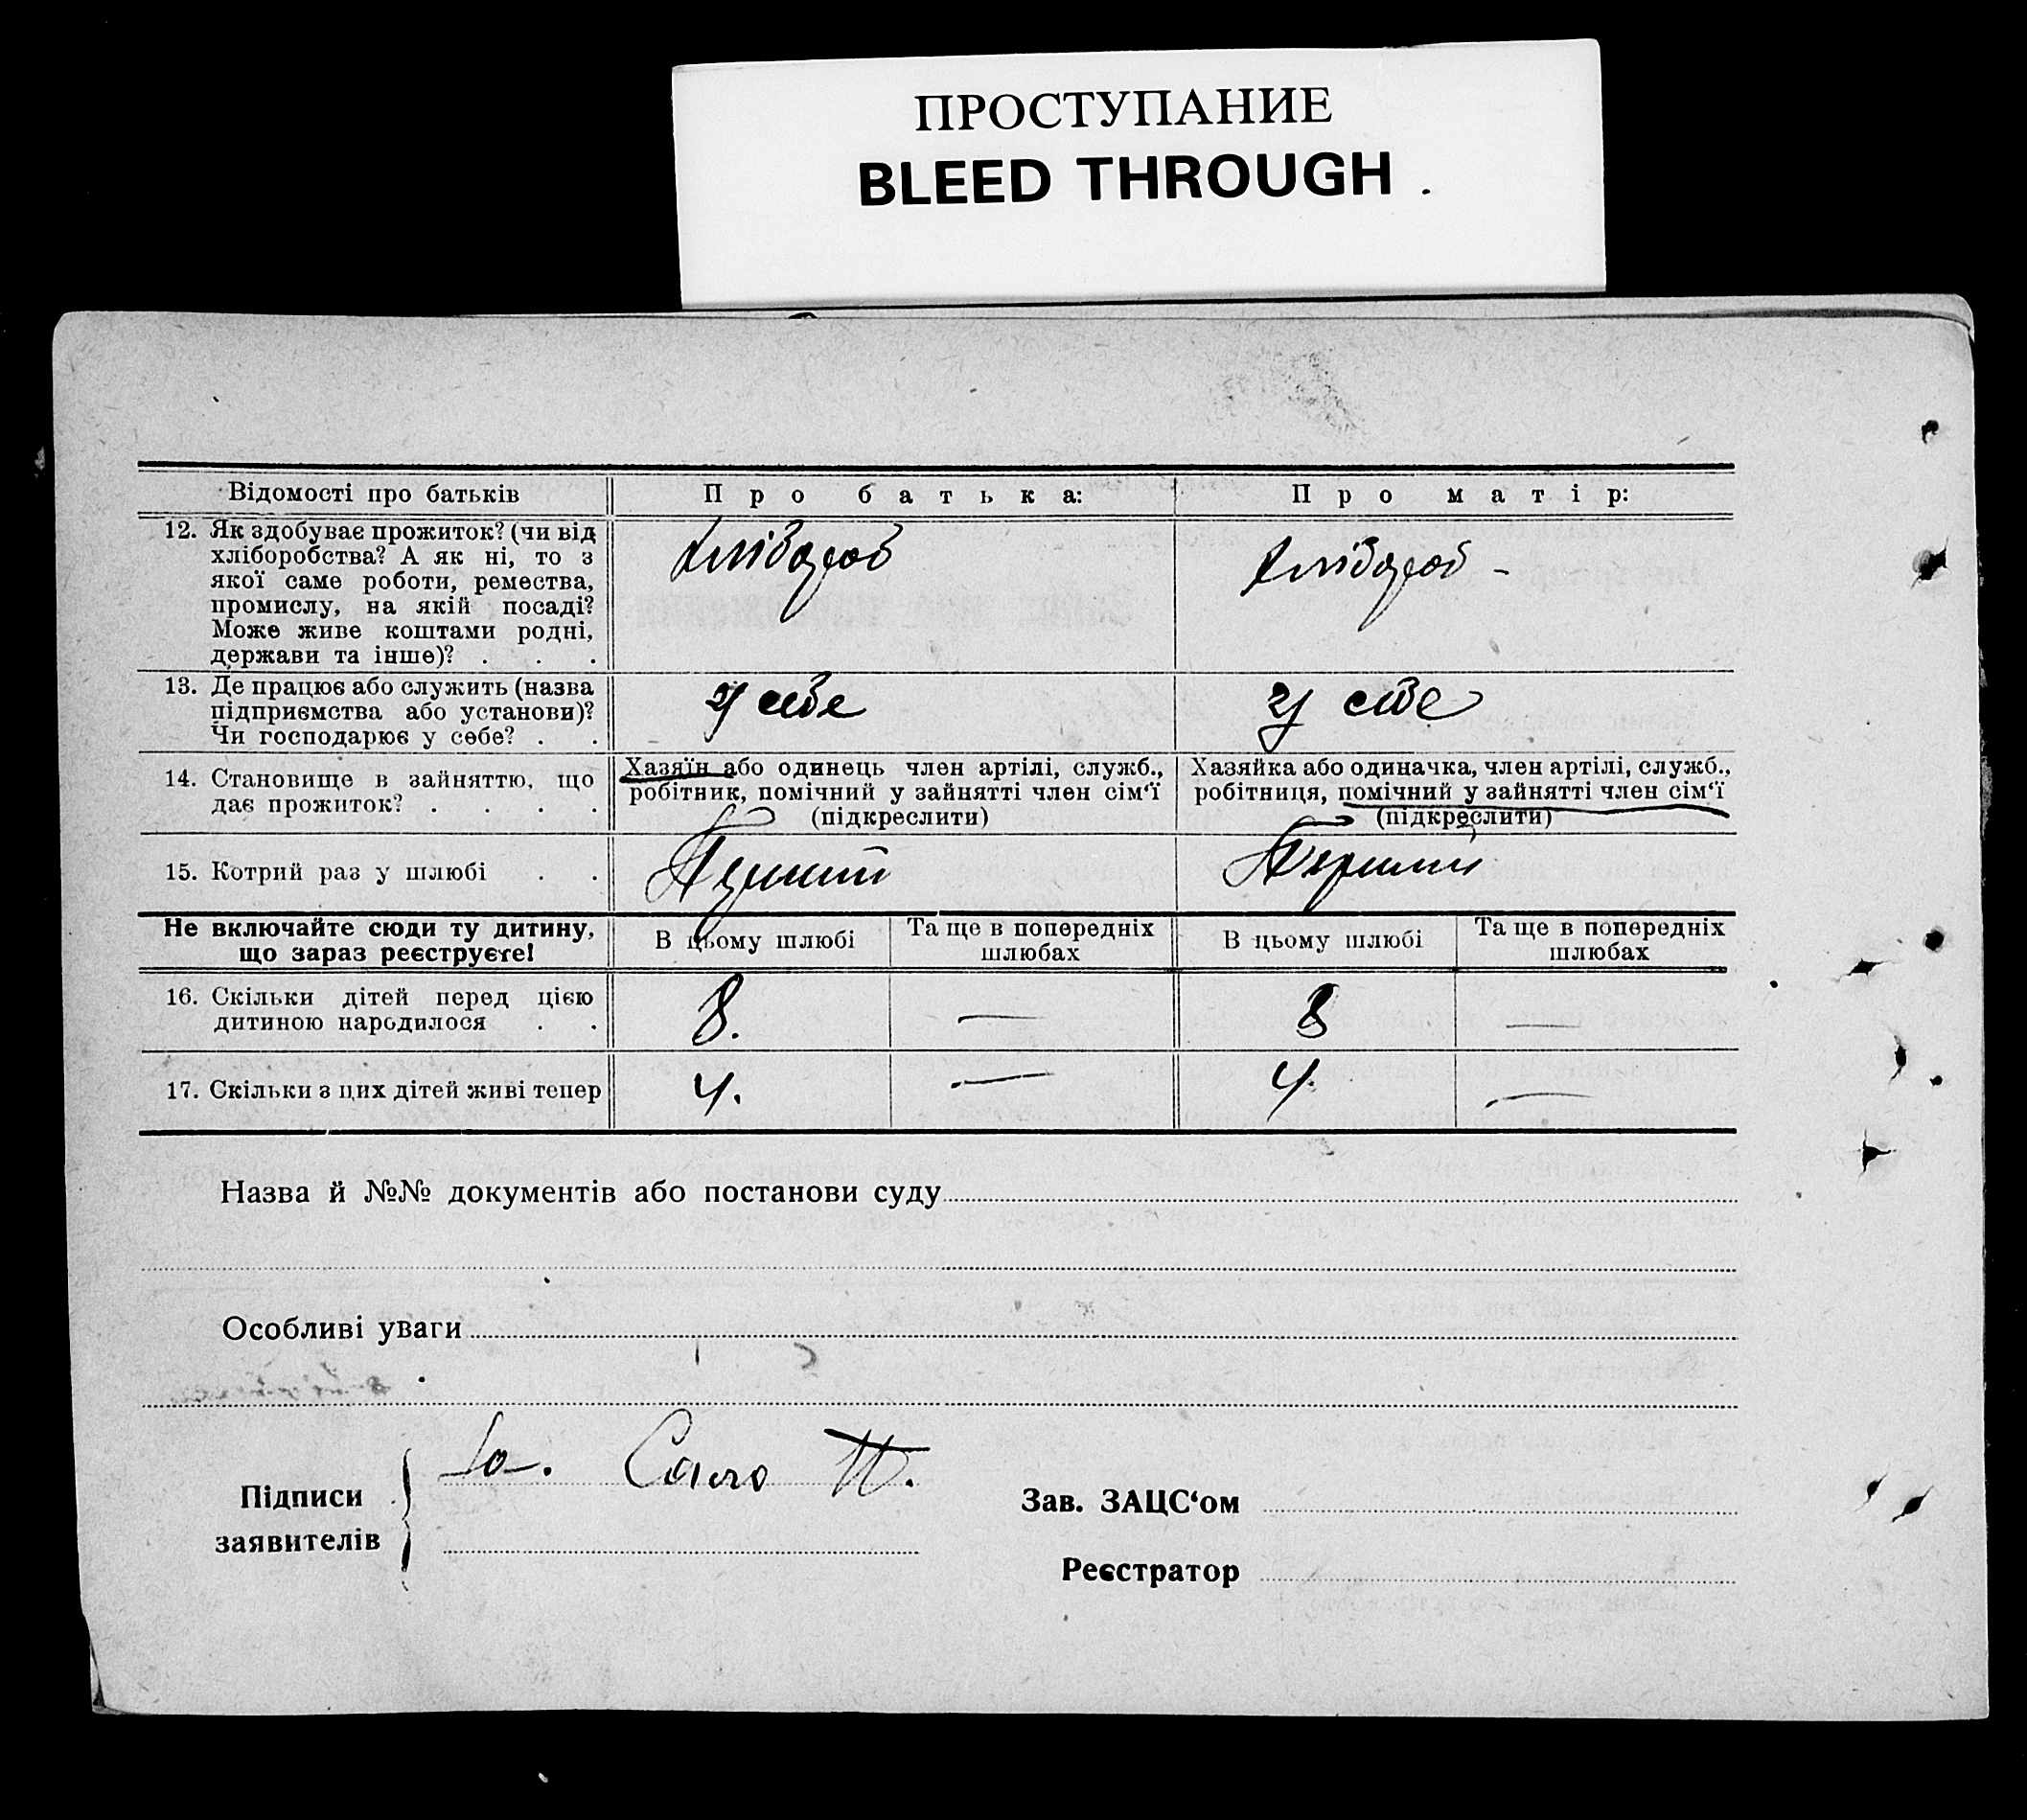 ПРОСТУПАНИЕ
BLEED THROUGH.
Відомості про батьків
Про батька:
Про матір:
12. Як здобуває прожиток? (чи від
хліборобства? А як ні, то з
якої саме роботи, ремества,
промислу, на якій посаді?
Може живе коштами родні,
держави та інше)? . . .
хлібороб
хлібороб -
13. Де працює або служить (назва
підприємства або установи)?
Чи господарює у себе? . .
у себе
у себе
14. Становище в зайняттю, що
дає прожиток? . . . .
Хазяїн або одинець член артілі, служб.,
робітник, помічний у зайнятті член сім'ї
(підкреслити)
Хазяйка або одиначка, член артілі, служб.,
робітниця, помічний у зайнятті член сім'ї
(підкреслити)
15. Котрий раз у шлюбі . .
Перший
Перший
Не включайте сюди ту дитину,
що зараз реєструєте!
В цьому шлюбі
Та ще в попередніх
шлюбах
В цьому шлюбі
Та ще в попередніх
шлюбах
16. Скільки дітей перед цією
дитиною народилося . .
8.
—
8
—
17. Скільки з цих дітей живі тепер
4.
—
4.
—
Назва й №№ документів або постанови суду
Особливі уваги
Підписи
заявителів
Зав. ЗАЦС'ом
Реєстратор